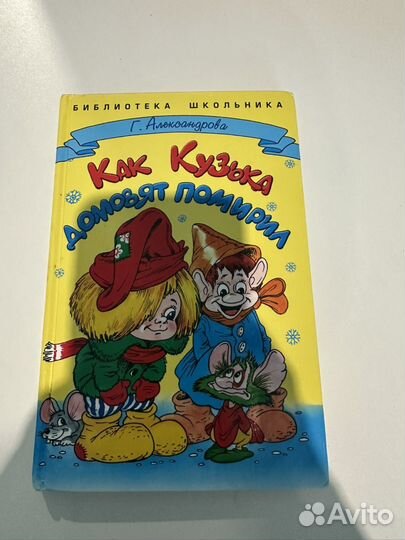 БИБЛИОТЕКА ШКОЛЬНИКА
Г. Александрова
Как Кузька
домовят помирил
Avito